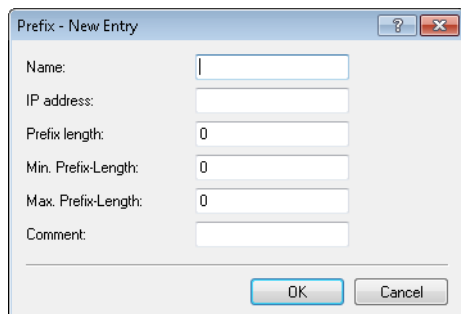 Prefix - New Entry
Name:
IP address:
Prefix length: 0
Min. Prefix-Length: 0
Max. Prefix-Length: 0
Comment:
OK Cancel